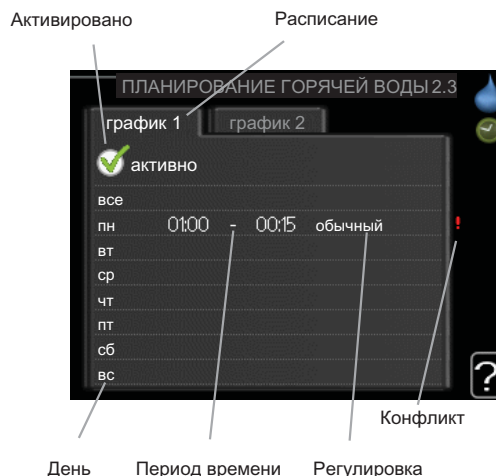 Активировано Расписание
ПЛАНИРОВАНИЕ ГОРЯЧЕЙ ВОДЫ 2.3
график 1 график 2
активно
все
пн 01:00 - 00:15 обычный !
вт
ср
чт
пт
сб
вс
?
Конфликт
День Период времени Регулировка